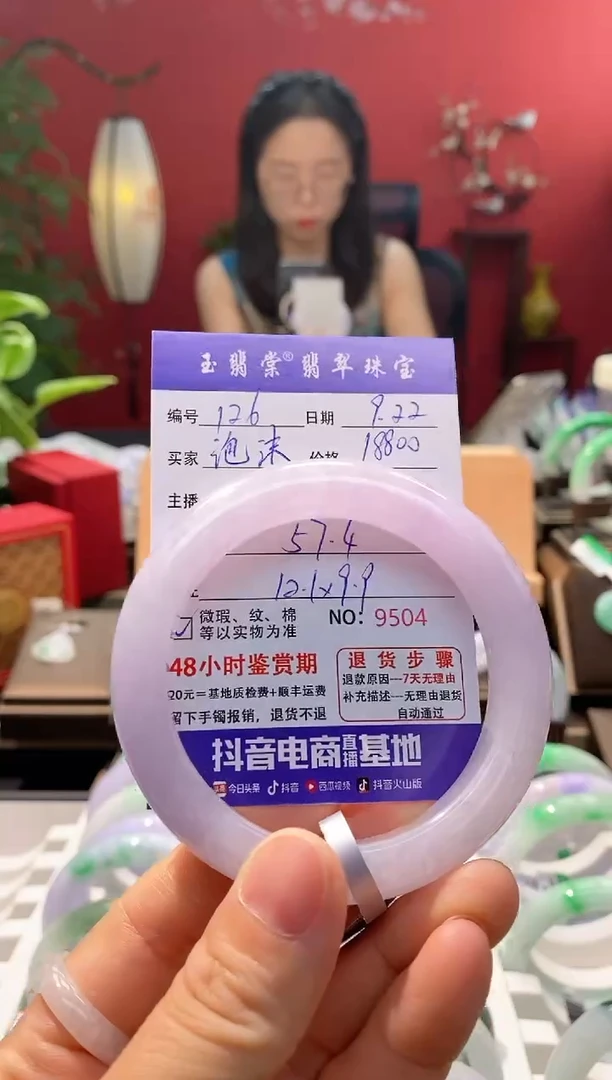 玉翡棠® 翡翠珠宝
编号 126 日期 9.22
买家 泡沫 价格 18800
主播
57.4
12.1x9.9
微瑕、纹、棉 NO: 9504
等以实物为准
48小时鉴赏期 退货步骤
退款原因---7天无理由
20元=基地质检费+顺丰运费 补充描述---无理由退货
留下手镯报销，退货不退 自动通过
抖音电商直播基地
今日头条 抖音 西瓜视频 抖音火山版